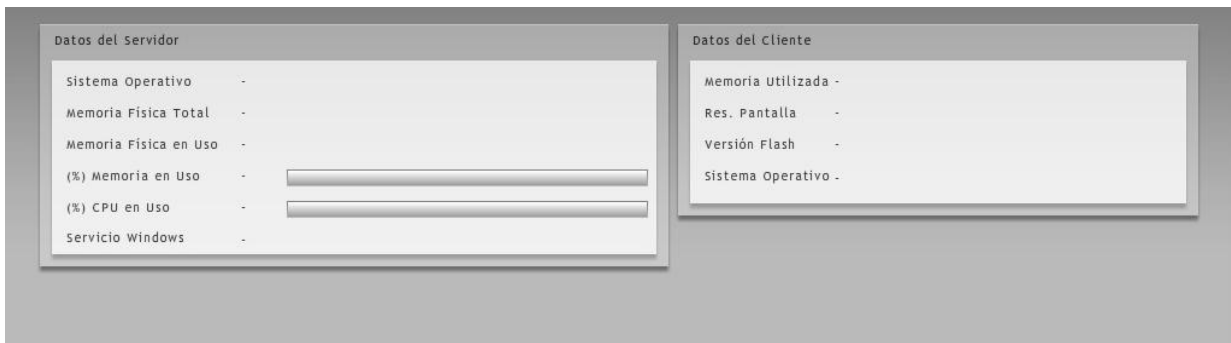 Datos del Servidor
Sistema Operativo -
Memoria Física Total -
Memoria Física en Uso -
(%) Memoria en Uso -
(%) CPU en Uso -
Servicio Windows -
Datos del Cliente
Memoria Utilizada -
Res. Pantalla -
Versión Flash -
Sistema Operativo -